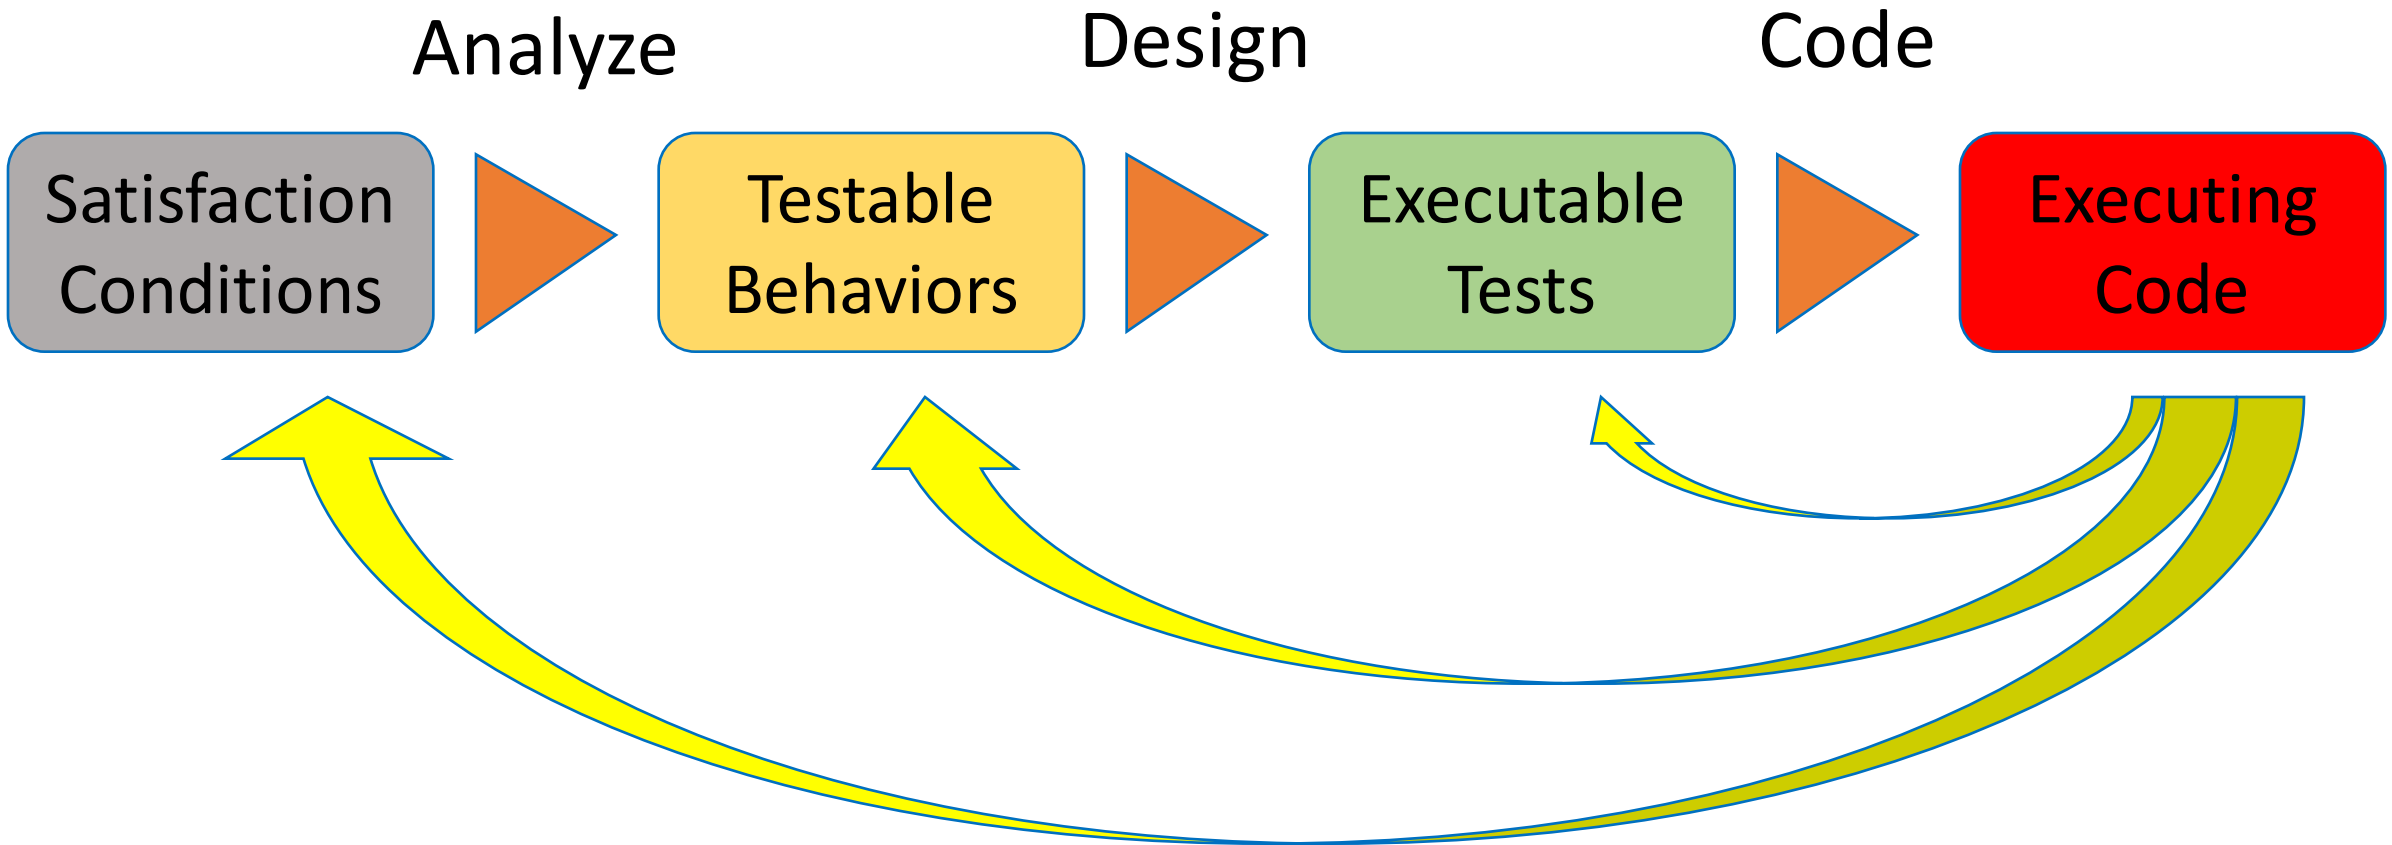 Analyze
Design
Code
Satisfaction
Conditions
Testable
Behaviors
Executable
Tests
Executing
Code